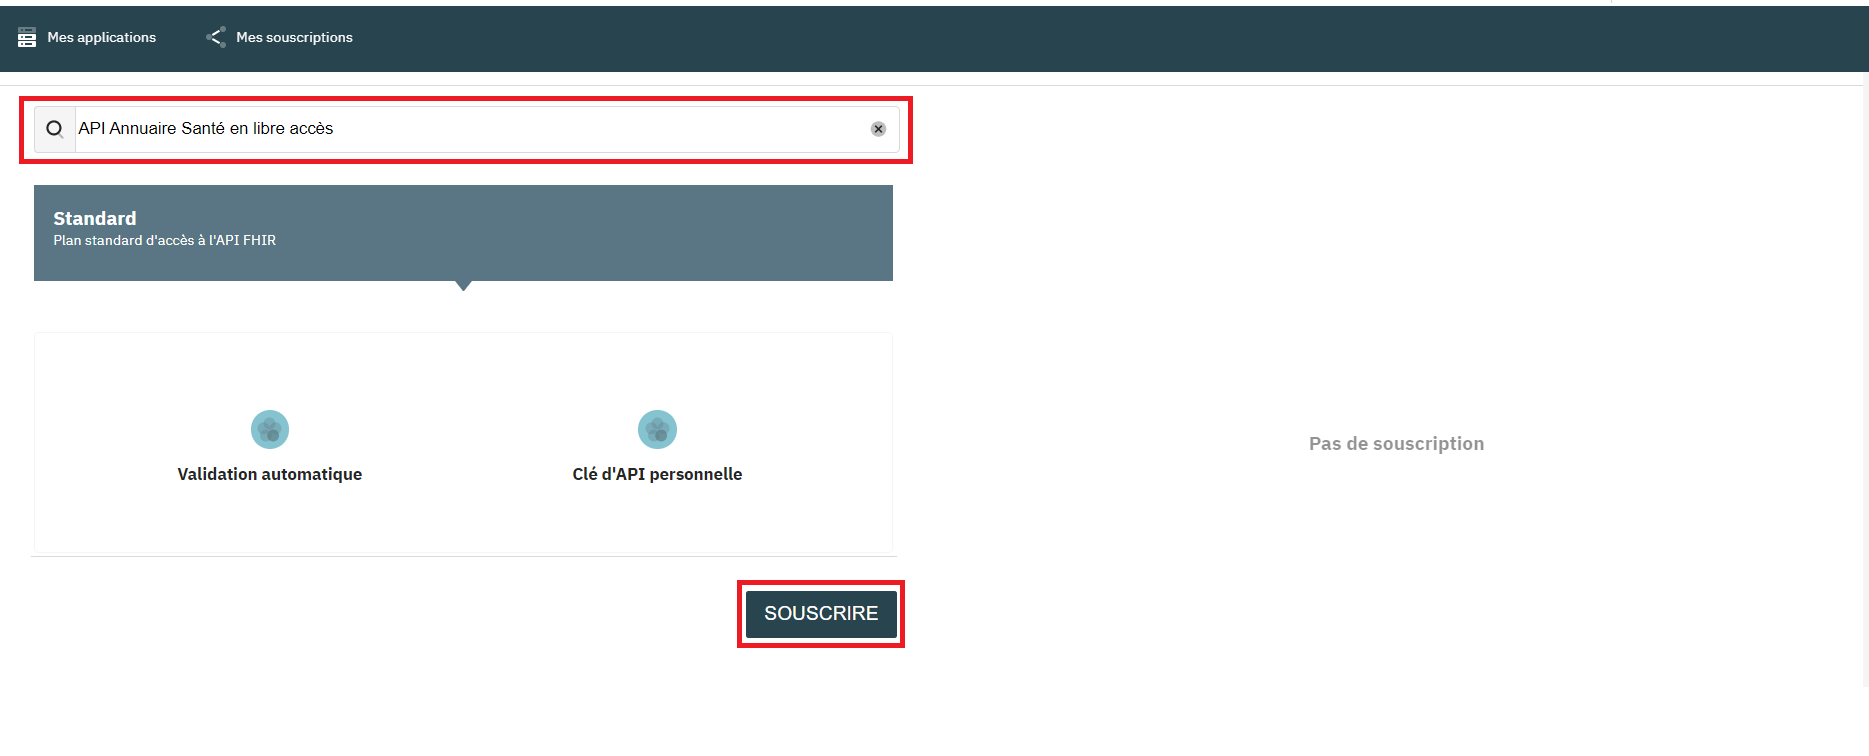 Mes applications
Mes souscriptions
API Annuaire Santé en libre accès
Standard
Plan standard d'accès à l'API FHIR
Validation automatique
Clé d'API personnelle
Pas de souscription
SOUSCRIRE